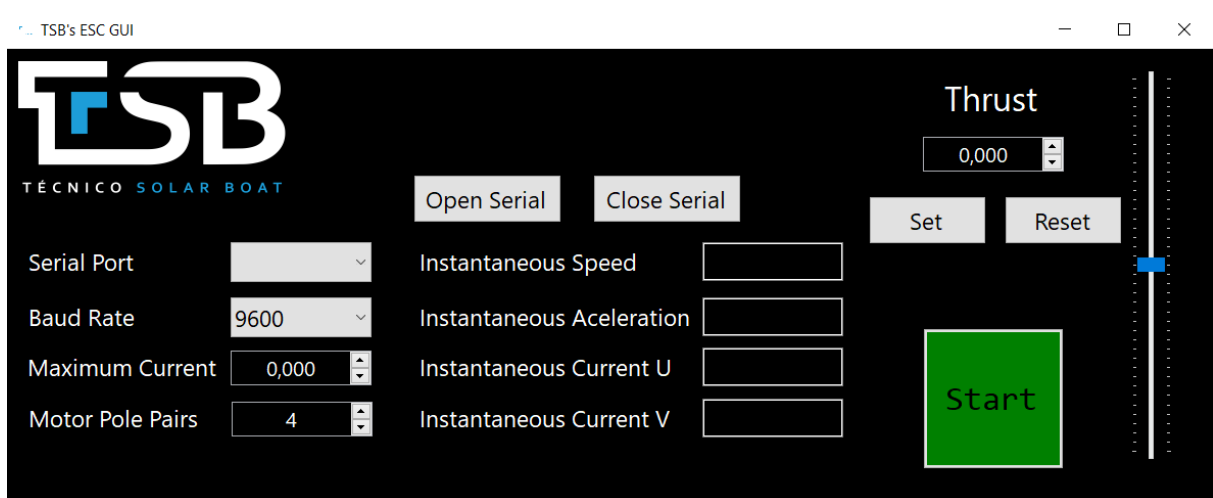 TSB's ESC GUI
TSB
TÉCNICO SOLAR BOAT
Thrust
0,000
Open Serial
Close Serial
Set
Reset
Serial Port
Instantaneous Speed
Baud Rate
9600
Instantaneous Aceleration
Maximum Current
0,000
Instantaneous Current U
Motor Pole Pairs
4
Instantaneous Current V
Start